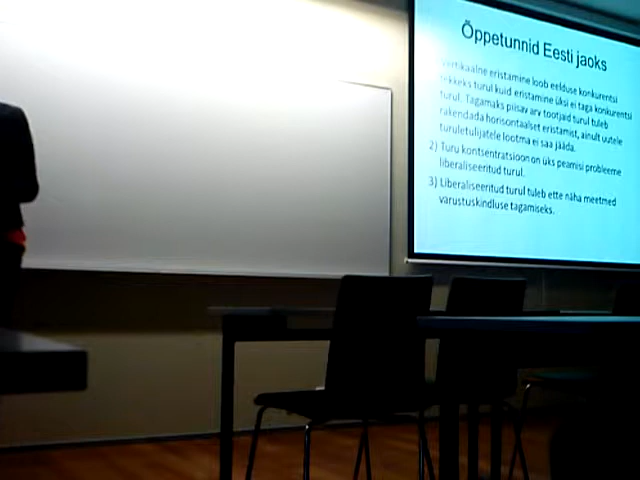 Õppetunnid Eesti jaoks
Vertikaalne eristamine loob eelduse konkurentsi
tekkeks turul kuid eristamine üksi ei taga konkurentsi
turul. Tagamaks piisav arv tootjaid turul tuleb
rakendada horisontaalset eristamist, ainult uutele
turuletulijatele lootma ei saa jääda.
2) Turu kontsentratsioon on üks peamisi probleeme
liberaliseeritud turul.
3) Liberaliseeritud turul tuleb ette näha meetmed
varustuskindluse tagamiseks.